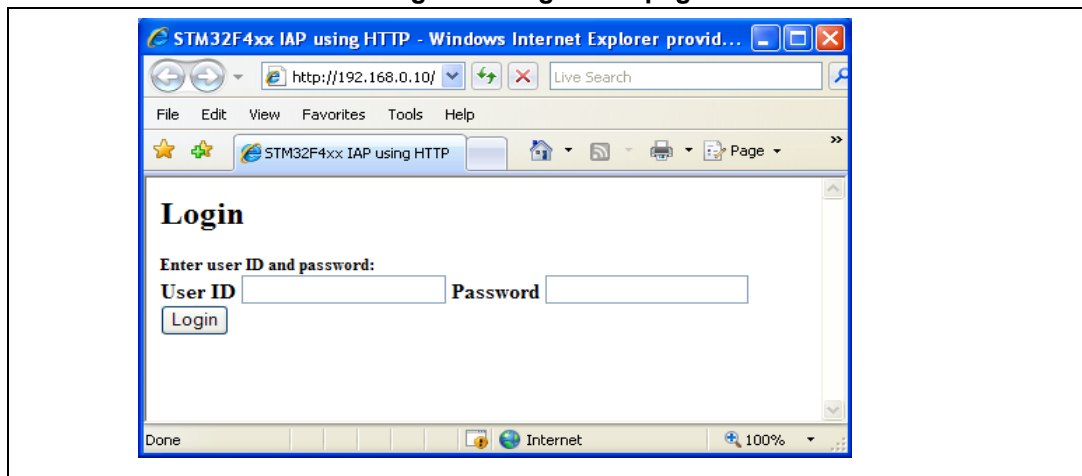 STM32F4xx IAP using HTTP - Windows Internet Explorer provid...
http://192.168.0.10/ Live Search
File Edit View Favorites Tools Help
STM32F4xx IAP using HTTP Page »
Login
Enter user ID and password:
User ID Password
Login
Done Internet 100%